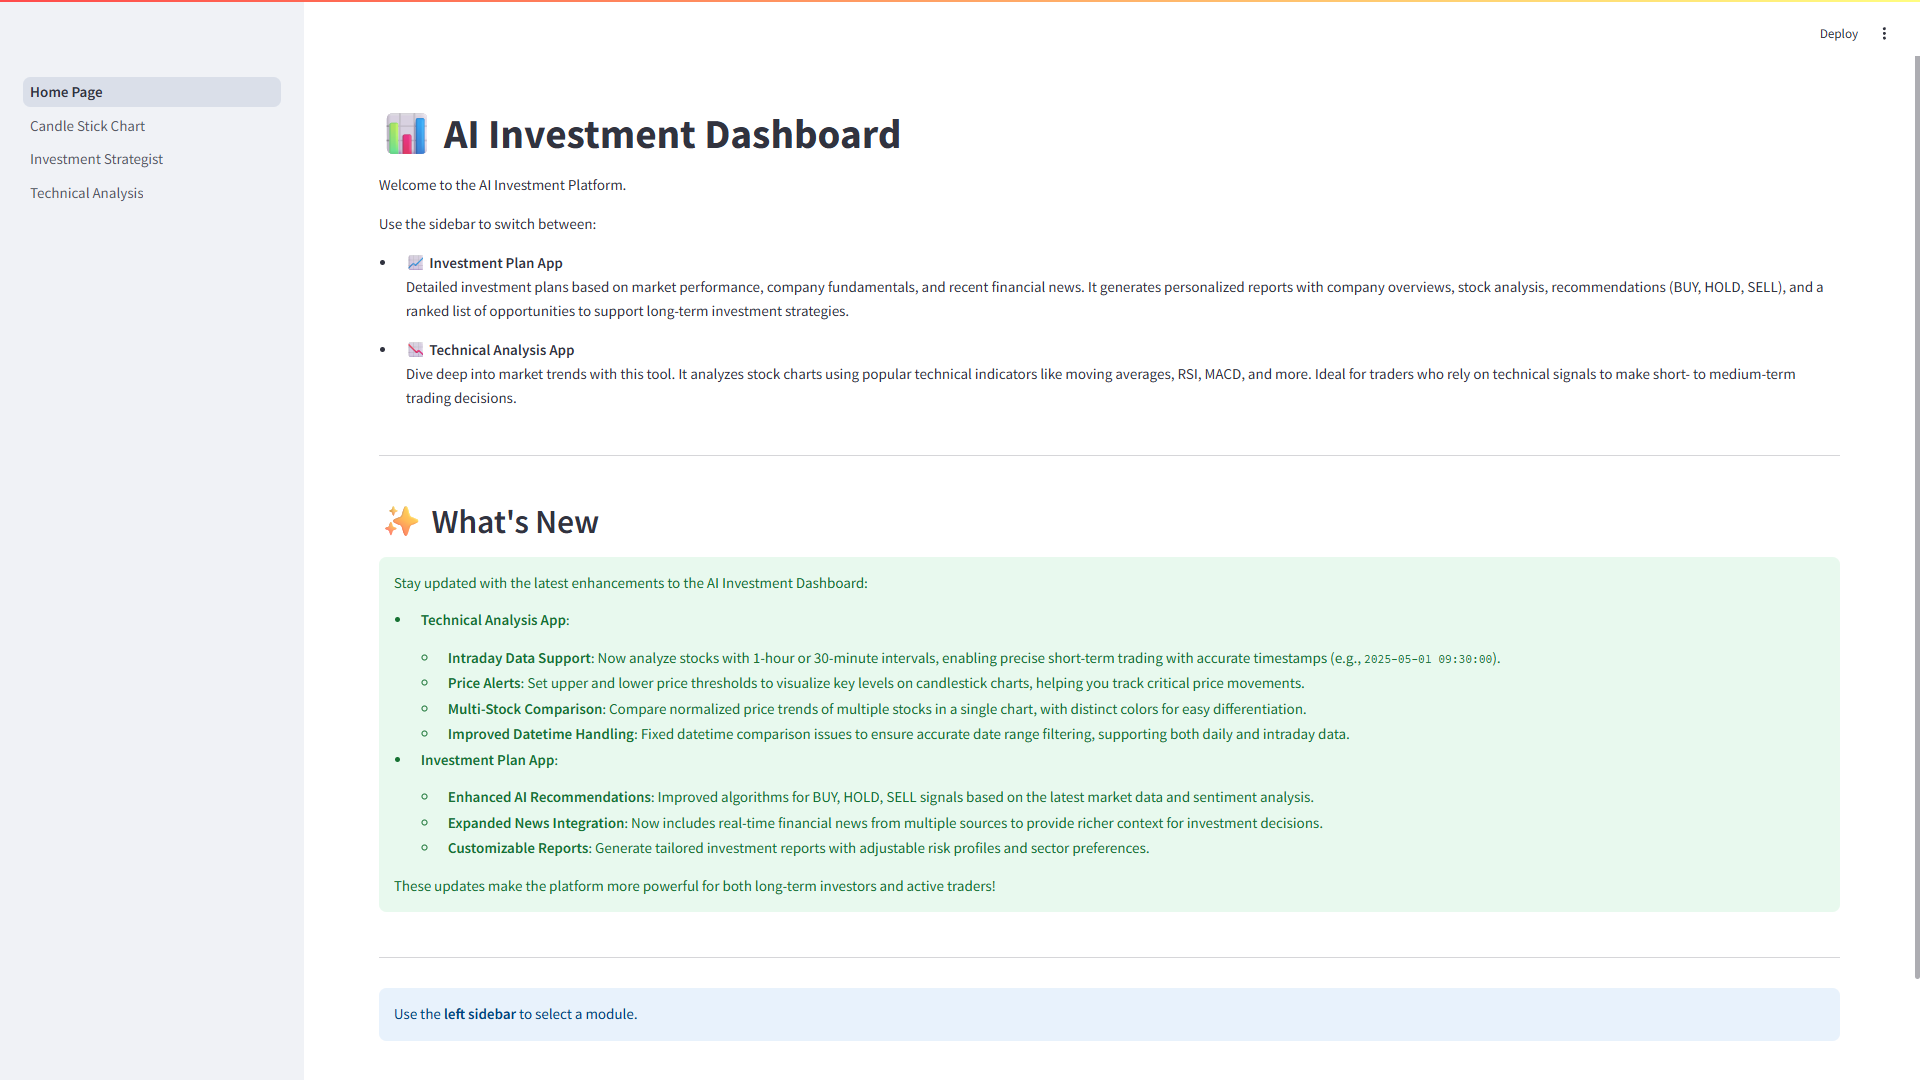 Deploy
Home Page
Candle Stick Chart
Investment Strategist
Technical Analysis
AI Investment Dashboard
Welcome to the AI Investment Platform.
Use the sidebar to switch between:
Investment Plan App
Detailed investment plans based on market performance, company fundamentals, and recent financial news. It generates personalized reports with company overviews, stock analysis, recommendations (BUY, HOLD, SELL), and a
ranked list of opportunities to support long-term investment strategies.
Technical Analysis App
Dive deep into market trends with this tool. It analyzes stock charts using popular technical indicators like moving averages, RSI, MACD, and more. Ideal for traders who rely on technical signals to make short- to medium-term
trading decisions.
What's New
Stay updated with the latest enhancements to the AI Investment Dashboard:
Technical Analysis App:
Intraday Data Support: Now analyze stocks with 1-hour or 30-minute intervals, enabling precise short-term trading with accurate timestamps (e.g., 2025-05-01 09:30:00).
Price Alerts: Set upper and lower price thresholds to visualize key levels on candlestick charts, helping you track critical price movements.
Multi-Stock Comparison: Compare normalized price trends of multiple stocks in a single chart, with distinct colors for easy differentiation.
Improved Datetime Handling: Fixed datetime comparison issues to ensure accurate date range filtering, supporting both daily and intraday data.
Investment Plan App:
Enhanced AI Recommendations: Improved algorithms for BUY, HOLD, SELL signals based on the latest market data and sentiment analysis.
Expanded News Integration: Now includes real-time financial news from multiple sources to provide richer context for investment decisions.
Customizable Reports: Generate tailored investment reports with adjustable risk profiles and sector preferences.
These updates make the platform more powerful for both long-term investors and active traders!
Use the left sidebar to select a module.